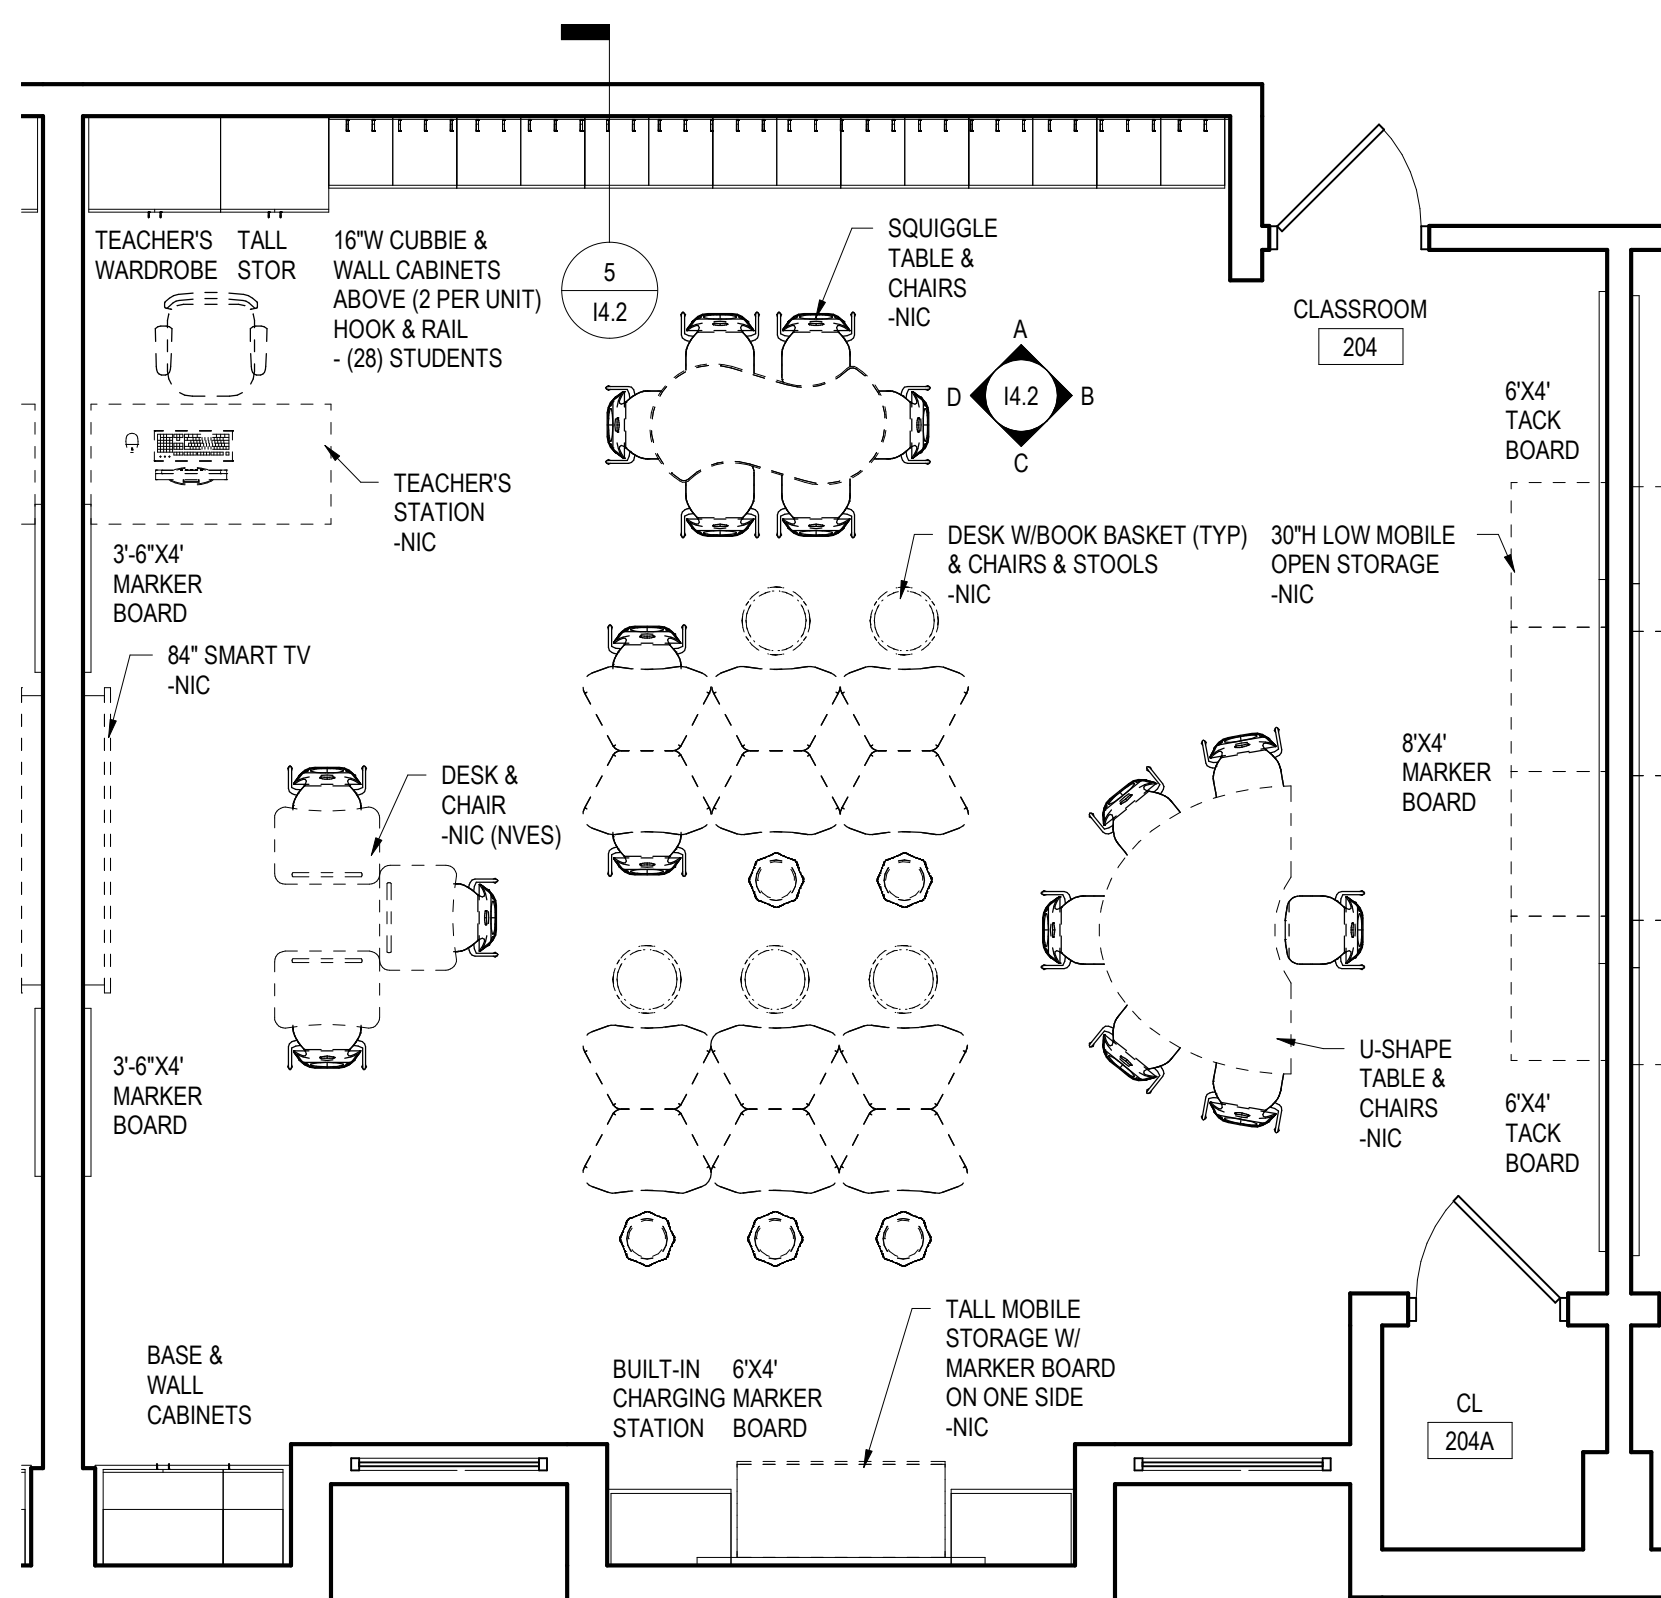 TEACHER'S
WARDROBE
TALL
STOR
16"W CUBBIE &
WALL CABINETS
ABOVE (2 PER UNIT)
HOOK & RAIL
- (28) STUDENTS
5
I4.2
SQUIGGLE
TABLE &
CHAIRS
-NIC
A
D
I4.2
B
C
CLASSROOM
204
6'X4'
TACK
BOARD
TEACHER'S
STATION
-NIC
3'-6"X4'
MARKER
BOARD
DESK W/BOOK BASKET (TYP)
& CHAIRS & STOOLS
-NIC
30"H LOW MOBILE
OPEN STORAGE
-NIC
84" SMART TV
-NIC
DESK &
CHAIR
-NIC (NVES)
8'X4'
MARKER
BOARD
3'-6"X4'
MARKER
BOARD
U-SHAPE
TABLE &
CHAIRS
-NIC
6'X4'
TACK
BOARD
BASE &
WALL
CABINETS
BUILT-IN
CHARGING
STATION
6'X4'
MARKER
BOARD
TALL MOBILE
STORAGE W/
MARKER BOARD
ON ONE SIDE
-NIC
CL
204A